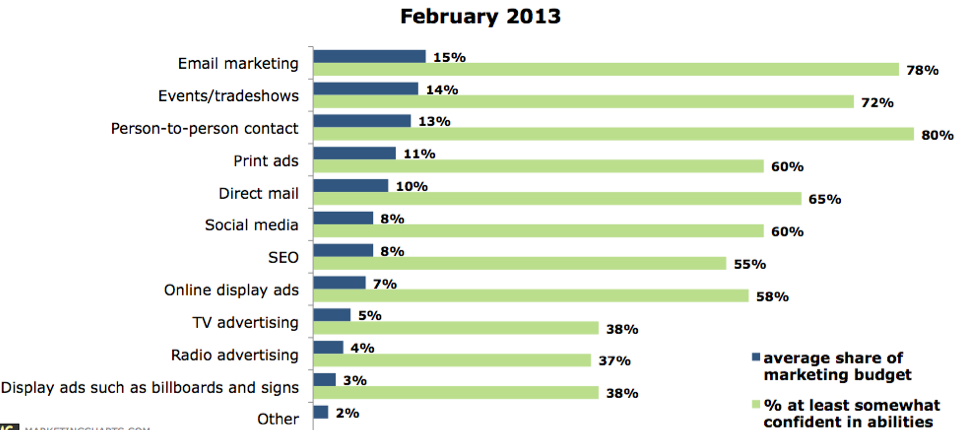 February 2013
Email marketing 15% 78%
Events/tradeshows 14% 72%
Person-to-person contact 13% 80%
Print ads 11% 60%
Direct mail 10% 65%
Social media 8% 60%
SEO 8% 55%
Online display ads 7% 58%
TV advertising 5% 38%
Radio advertising 4% 37%
Display ads such as billboards and signs 3% 38%
Other 2%
average share of
marketing budget
% at least somewhat
confident in abilities
MARKETINGCHARTS.COM